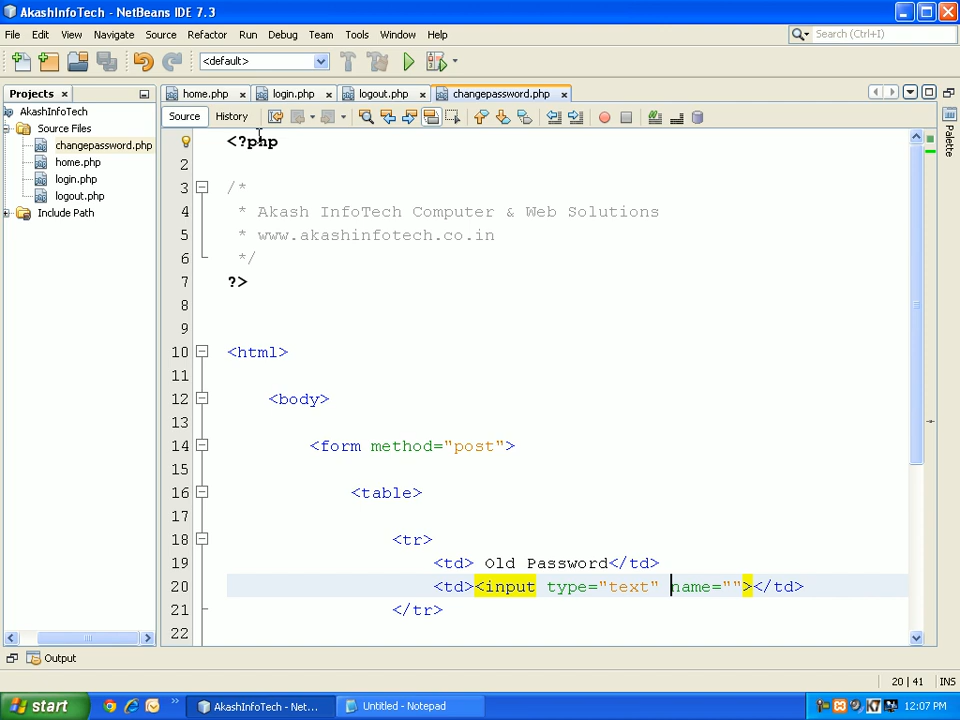 AkashInfoTech - NetBeans IDE 7.3
File Edit View Navigate Source Refactor Run Debug Team Tools Window Help
Search (Ctrl+I)
<default>
Projects
home.php login.php logout.php changepassword.php
AkashInfoTech
Source Files
changepassword.php
home.php
login.php
logout.php
Include Path
Source History
Palette
<?php
2
3 /*
4 * Akash InfoTech Computer & Web Solutions
5 * www.akashinfotech.co.in
6 */
7 ?>
8
9
10 <html>
11
12 <body>
13
14 <form method="post">
15
16 <table>
17
18 <tr>
19 <td> Old Password</td>
20 <td><input type="text" name=""></td>
21 </tr>
22
Output
20 | 41 INS
start
AkashInfoTech - Net...
Untitled - Notepad
12:07 PM